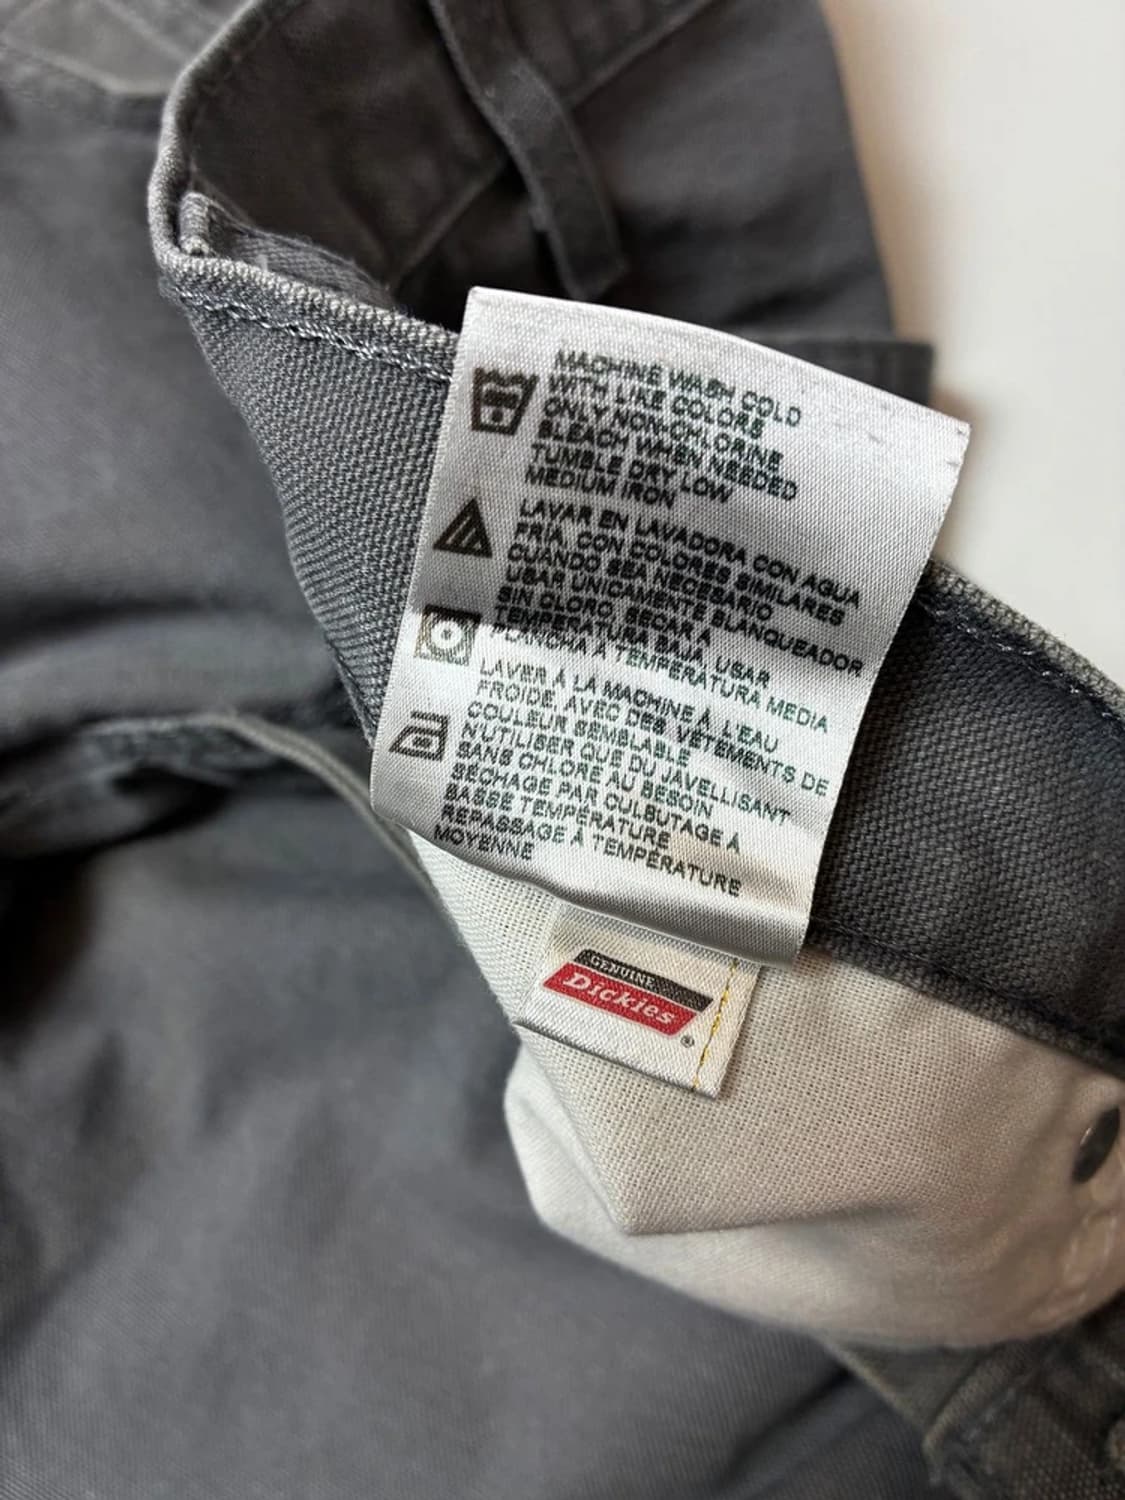 MACHINE WASH COLD
WITH LIKE COLORS
ONLY NON-CHLORINE
BLEACH WHEN NEEDED
TUMBLE DRY LOW
MEDIUM IRON
LAVAR EN LAVADORA CON AGUA
FRIA, CON COLORES SIMILARES
CUANDO SEA NECESARIO
USAR UNICAMENTE BLANQUEADOR
SIN CLORO, SECAR A
TEMPERATURA BAJA, USAR
PLANCHA A TEMPERATURA MEDIA
LAVER À LA MACHINE À L'EAU
FROIDE, AVEC DES VÊTEMENTS DE
COULEUR SEMBLABLE
N'UTILISER QUE DU JAVELLISANT
SANS CHLORE AU BESOIN
SÉCHAGE PAR CULBUTAGE À
BASSE TEMPÉRATURE
REPASSAGE À TEMPÉRATURE
MOYENNE
GENUINE
Dickies
®